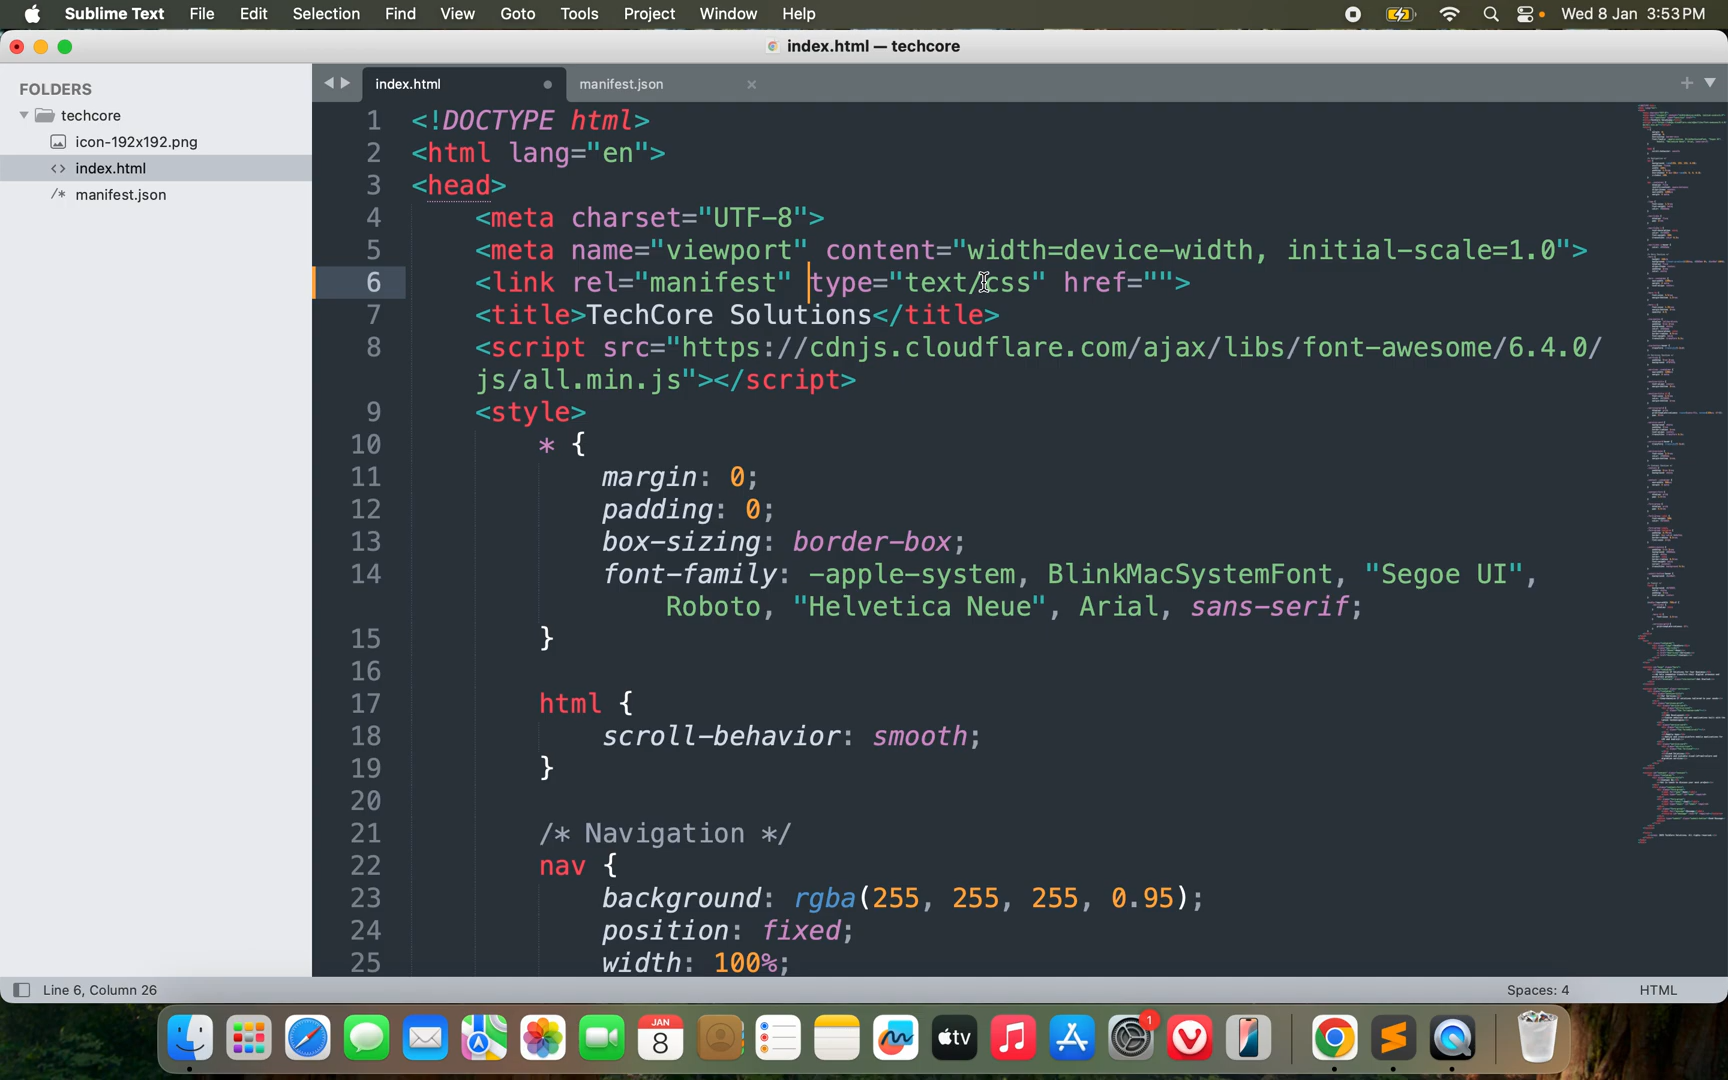 Sublime Text File Edit Selection Find View Goto Tools Project Window Help Wed 8 Jan 3:53 PM
index.html — techcore
FOLDERS
techcore
icon-192x192.png
index.html
manifest.json
index.html manifest.json
1 <!DOCTYPE html>
2 <html lang="en">
3 <head>
4 <meta charset="UTF-8">
5 <meta name="viewport" content="width=device-width, initial-scale=1.0">
6 <link rel="manifest" type="text/css" href="">
7 <title>TechCore Solutions</title>
8 <script src="https://cdnjs.cloudflare.com/ajax/libs/font-awesome/6.4.0/
js/all.min.js"></script>
9 <style>
10 * {
11 margin: 0;
12 padding: 0;
13 box-sizing: border-box;
14 font-family: -apple-system, BlinkMacSystemFont, "Segoe UI",
Roboto, "Helvetica Neue", Arial, sans-serif;
15 }
16
17 html {
18 scroll-behavior: smooth;
19 }
20
21 /* Navigation */
22 nav {
23 background: rgba(255, 255, 255, 0.95);
24 position: fixed;
25 width: 100%;
Line 6, Column 26 Spaces: 4 HTML
JAN
8
tv
1